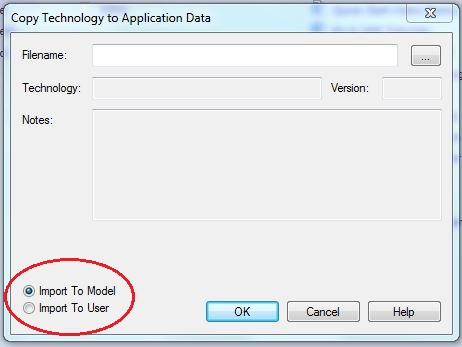 Copy Technology to Application Data
Filename:
...
Technology:
Version:
Notes:
Import To Model
Import To User
OK
Cancel
Help